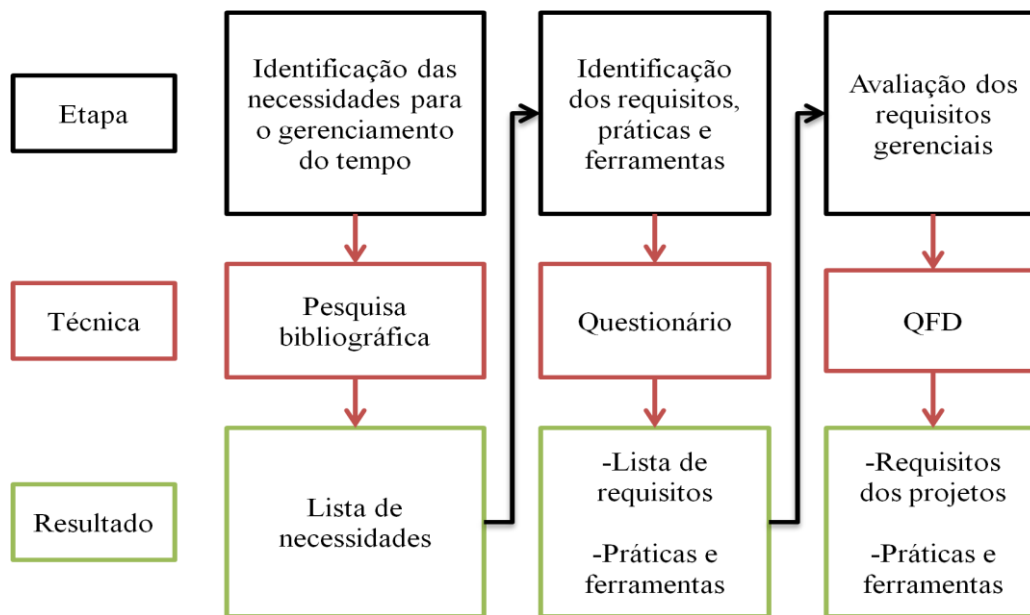 Etapa
Identificação das
necessidades para
o gerenciamento
do tempo
Identificação
dos requisitos,
práticas e
ferramentas
Avaliação dos
requisitos
gerenciais
Técnica
Pesquisa
bibliográfica
Questionário
QFD
Resultado
Lista de
necessidades
-Lista de
requisitos
-Práticas e
ferramentas
-Requisitos
dos projetos
-Práticas e
ferramentas